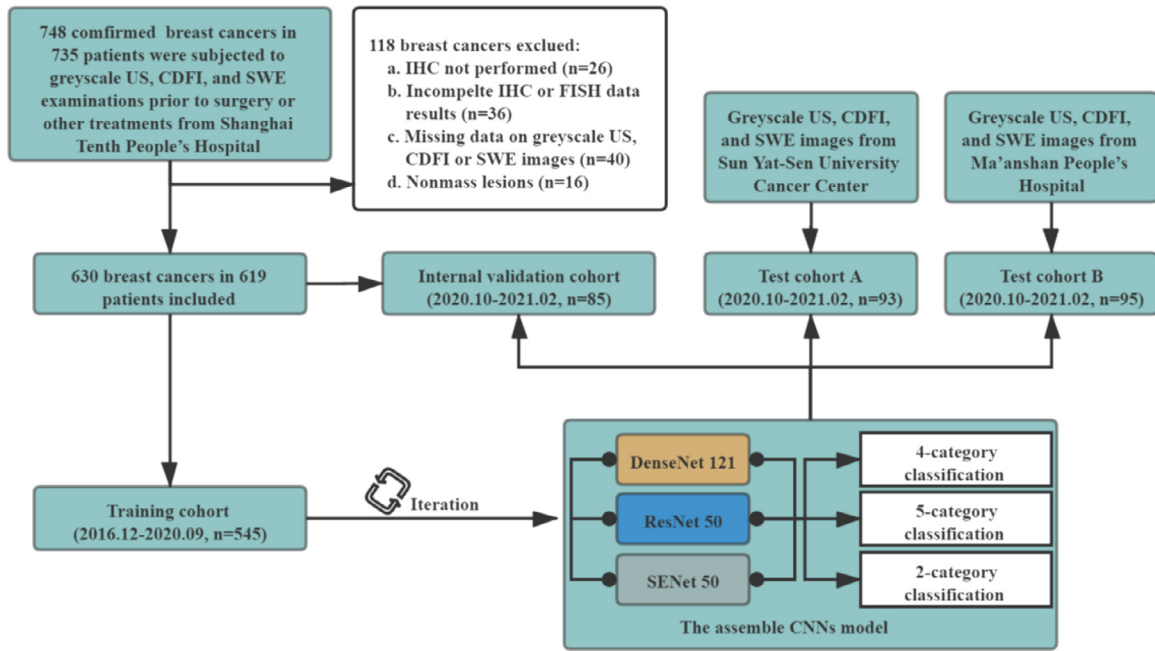 748 comfirmed breast cancers in
735 patients were subjected to
greyscale US, CDFI, and SWE
examinations prior to surgery or
other treatments from Shanghai
Tenth People's Hospital
118 breast cancers exclued:
a. IHC not performed (n=26)
b. Incompelte IHC or FISH data
results (n=36)
c. Missing data on greyscale US,
CDFI or SWE images (n=40)
d. Nonmass lesions (n=16)
Greyscale US, CDFI,
and SWE images from
Sun Yat-Sen University
Cancer Center
Greyscale US, CDFI,
and SWE images from
Ma'anshan People's
Hospital
630 breast cancers in 619
patients included
Internal validation cohort
(2020.10-2021.02, n=85)
Test cohort A
(2020.10-2021.02, n=93)
Test cohort B
(2020.10-2021.02, n=95)
Training cohort
(2016.12-2020.09, n=545)
Iteration
DenseNet 121
ResNet 50
SENet 50
4-category
classification
5-category
classification
2-category
classification
The assemble CNNs model